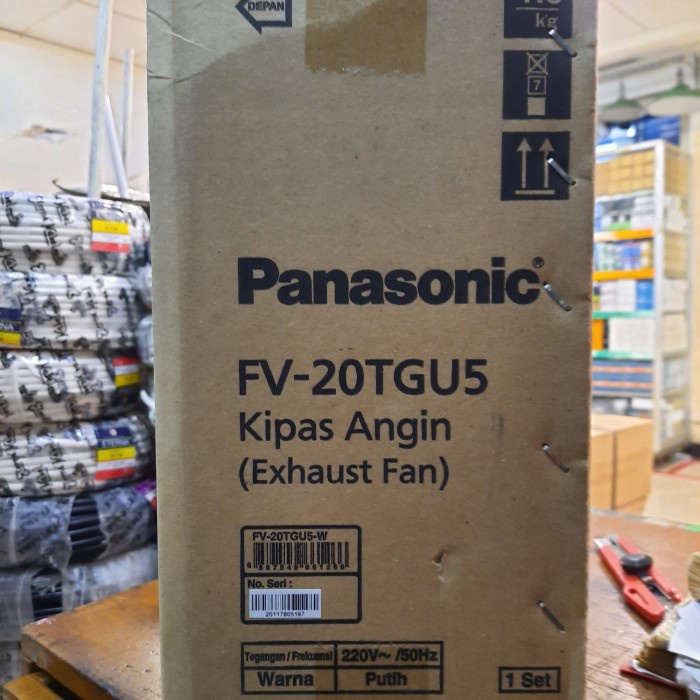 DEPAN
kg
7
Panasonic®
FV-20TGU5
Kipas Angin
(Exhaust Fan)
FV-20TGU5-W
No. Seri :
20117805187
Tegangan / Frekuensi 220V~ /50Hz
Warna Putih
1 Set